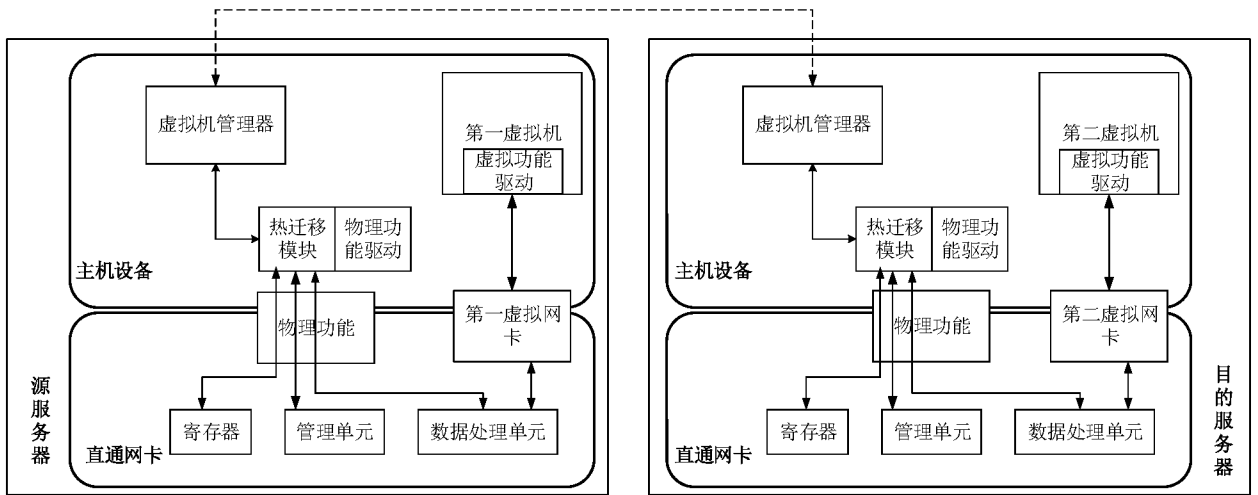 虚拟机管理器
第一虚拟机
虚拟功能
驱动
热迁移
模块
物理功
能驱动
主机设备
物理功能
第一虚拟网
卡
源服务器
寄存器
管理单元
数据处理单元
直通网卡
虚拟机管理器
第二虚拟机
虚拟功能
驱动
热迁移
模块
物理功
能驱动
主机设备
物理功能
第二虚拟网
卡
目的服务器
寄存器
管理单元
数据处理单元
直通网卡